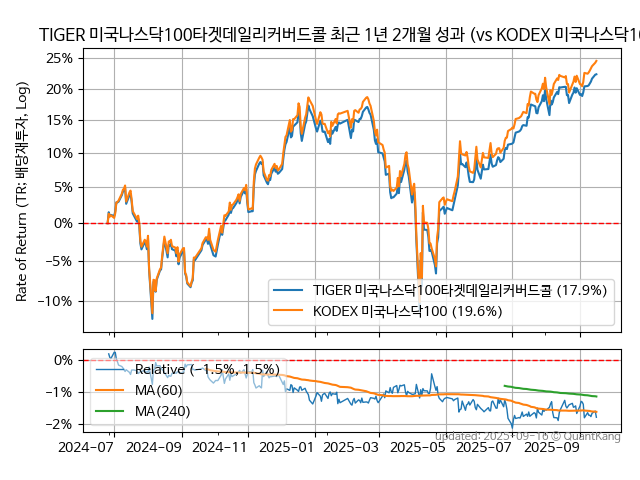 TIGER 미국나스닥100타겟데일리커버드콜 최근 1년 2개월 성과 (vs KODEX 미국나스닥10
Rate of Return (TR: 배당재투자, Log)
25%
20%
15%
10%
5%
0%
−5%
−10%
TIGER 미국나스닥100타겟데일리커버드콜 (17.9%)
KODEX 미국나스닥100 (19.6%)
0%
−1%
−2%
Relative (−1.5%, 1.5%)
MA(60)
MA(240)
2024-07 2024-09 2024-11 2025-01 2025-03 2025-05 2025-07 2025-09
updated: 2025-09-16 © QuantKang